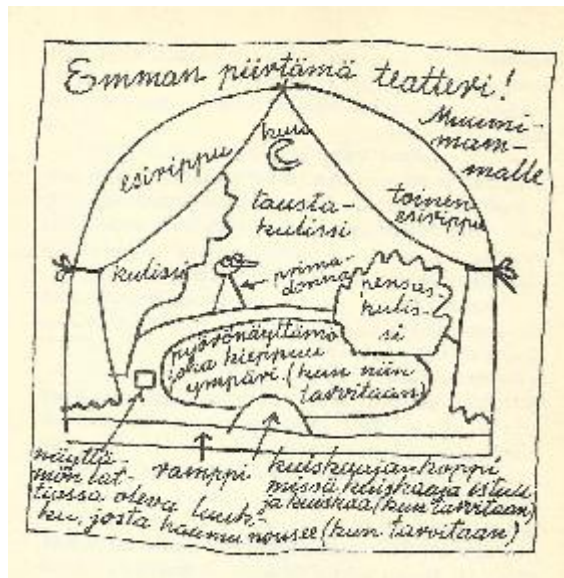 Emman piirtämä teatteri!
Muumi-
mam-
malle
esirippu
kuu
toinen
esirippu
tausta-
kulissi
kulissi
prima-
donna
pensas-
kulis-
si
pyörönäyttämö
joka kieppuu
ympäri (kun niin
tarvitaan)
näyttä-
mön lat-
tiassa oleva luuk-
ku, josta haamu nousee (kun tarvitaan)
ramppi
kuiskaajankoppi
missä kuiskaaja istuu
ja kuiskaa (kun tarvitaan)